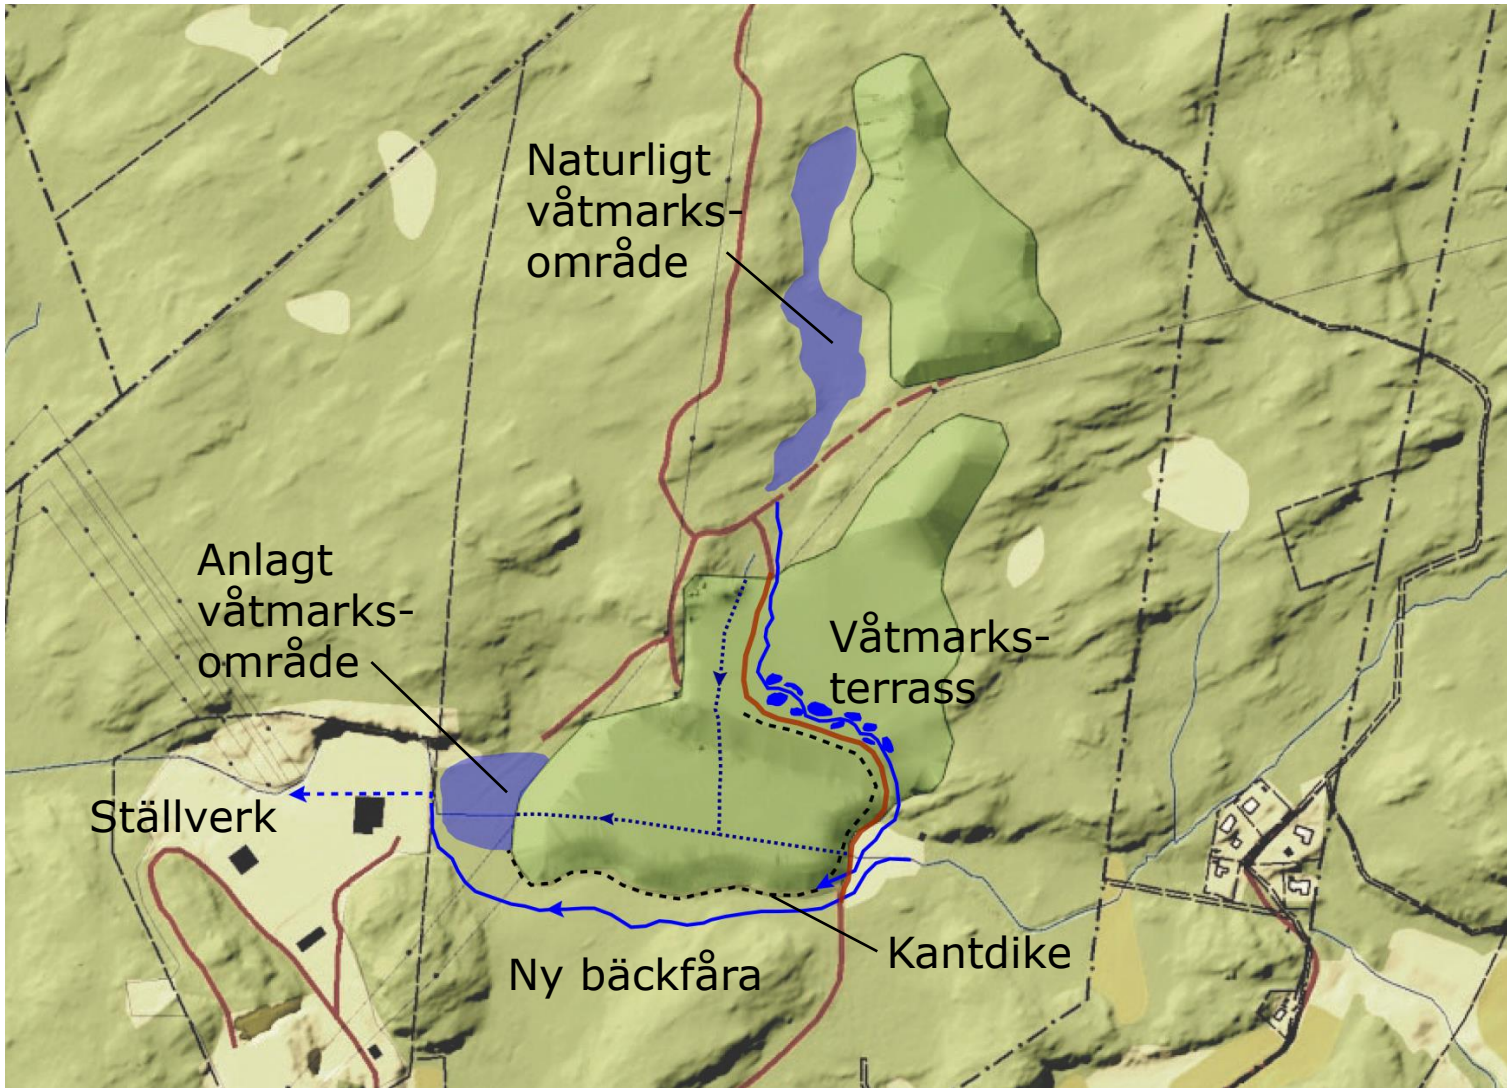 Naturligt
våtmarks-
område
Anlagt
våtmarks-
område
Våtmarks-
terrass
Ställverk
Kantdike
Ny bäckfåra